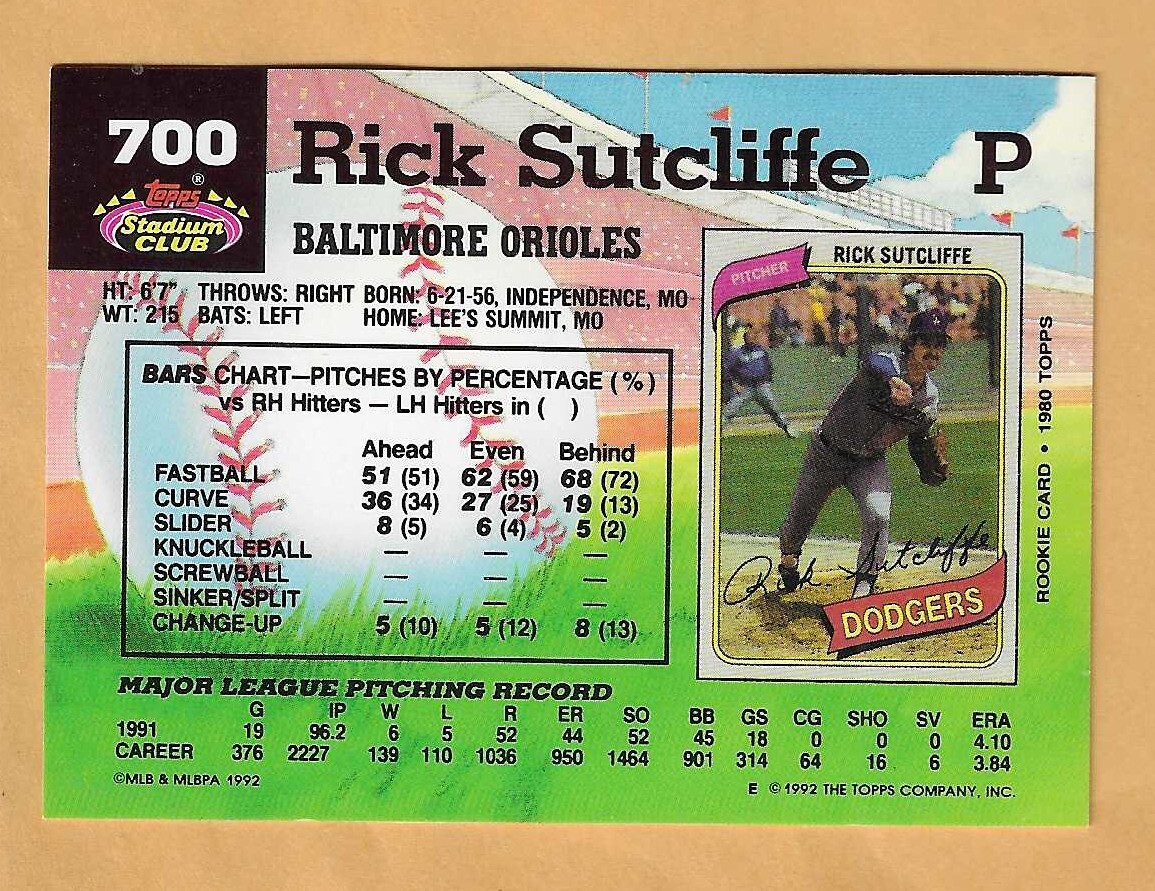 700
Rick Sutcliffe P
TOPPS®
Stadium
CLUB
BALTIMORE ORIOLES
HT: 6'7" THROWS: RIGHT BORN: 6-21-56, INDEPENDENCE, MO
WT: 215 BATS: LEFT HOME: LEE'S SUMMIT, MO
BARS CHART—PITCHES BY PERCENTAGE (%)
vs RH Hitters — LH Hitters in ( )
Ahead Even Behind
FASTBALL 51 (51) 62 (59) 68 (72)
CURVE 36 (34) 27 (25) 19 (13)
SLIDER 8 (5) 6 (4) 5 (2)
KNUCKLEBALL — — —
SCREWBALL — — —
SINKER/SPLIT — — —
CHANGE-UP 5 (10) 5 (12) 8 (13)
PITCHER
RICK SUTCLIFFE
Rick Sutcliffe
DODGERS
ROOKIE CARD • 1980 TOPPS
MAJOR LEAGUE PITCHING RECORD
G IP W L R ER SO BB GS CG SHO SV ERA
1991 19 96.2 6 5 52 44 52 45 18 0 0 0 4.10
CAREER 376 2227 139 110 1036 950 1464 901 314 64 16 6 3.84
©MLB & MLBPA 1992
E © 1992 THE TOPPS COMPANY, INC.